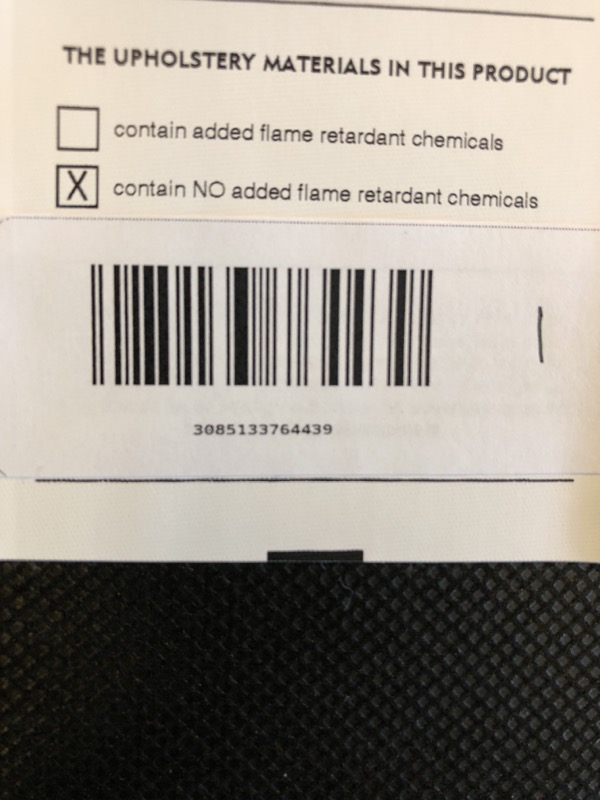 THE UPHOLSTERY MATERIALS IN THIS PRODUCT
contain added flame retardant chemicals
X contain NO added flame retardant chemicals
3085133764439